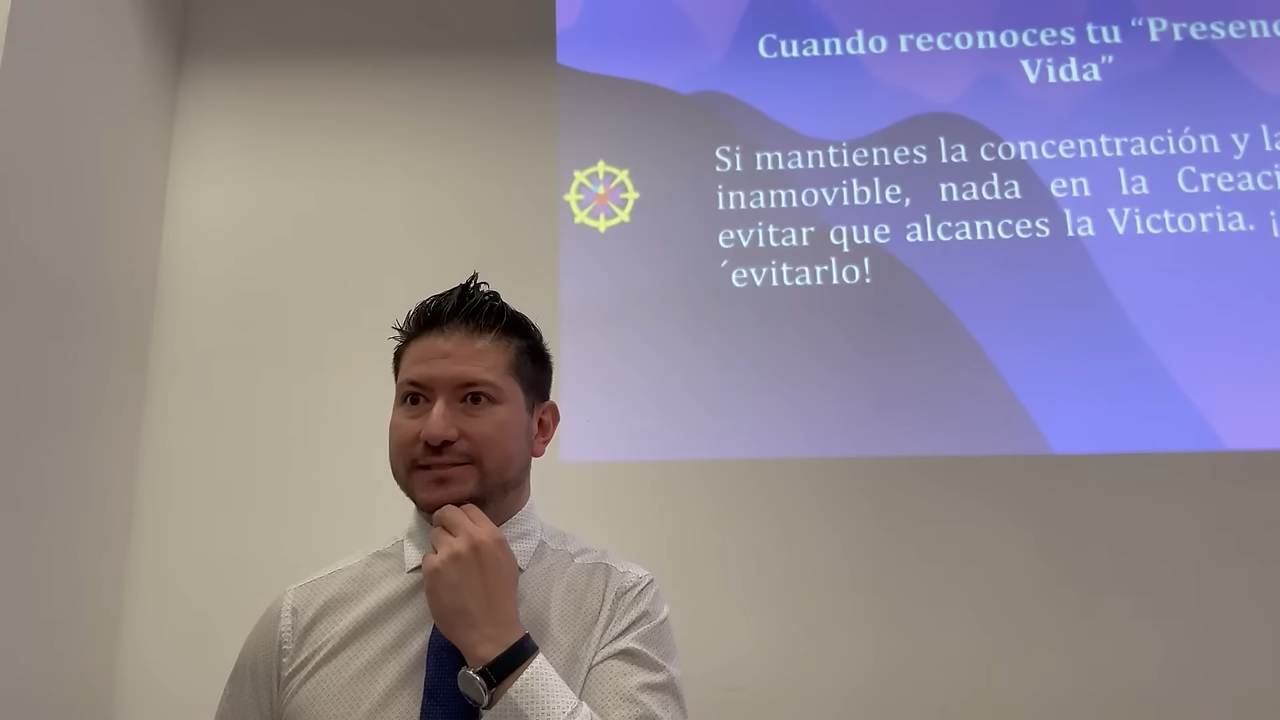 Cuando reconoces tu “Presenc
Vida”
Si mantienes la concentración y la
inamovible, nada en la Creaci
evitar que alcances la Victoria. ¡
´evitarlo!